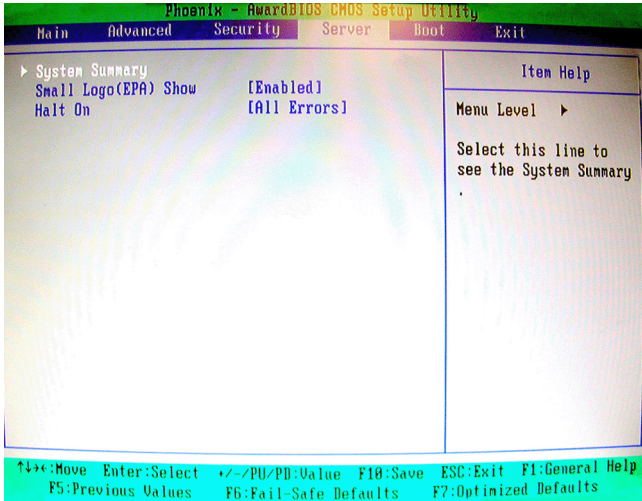 Phoenix - AwardBIOS CMOS Setup Utility
Main Advanced Security Server Boot Exit
▶ System Summary
Small Logo(EPA) Show [Enabled]
Halt On [All Errors]
Item Help
Menu Level ▶
Select this line to
see the System Summary
.
↑↓→←:Move Enter:Select +/-/PU/PD:Value F10:Save ESC:Exit F1:General Help
F5:Previous Values F6:Fail-Safe Defaults F7:Optimized Defaults